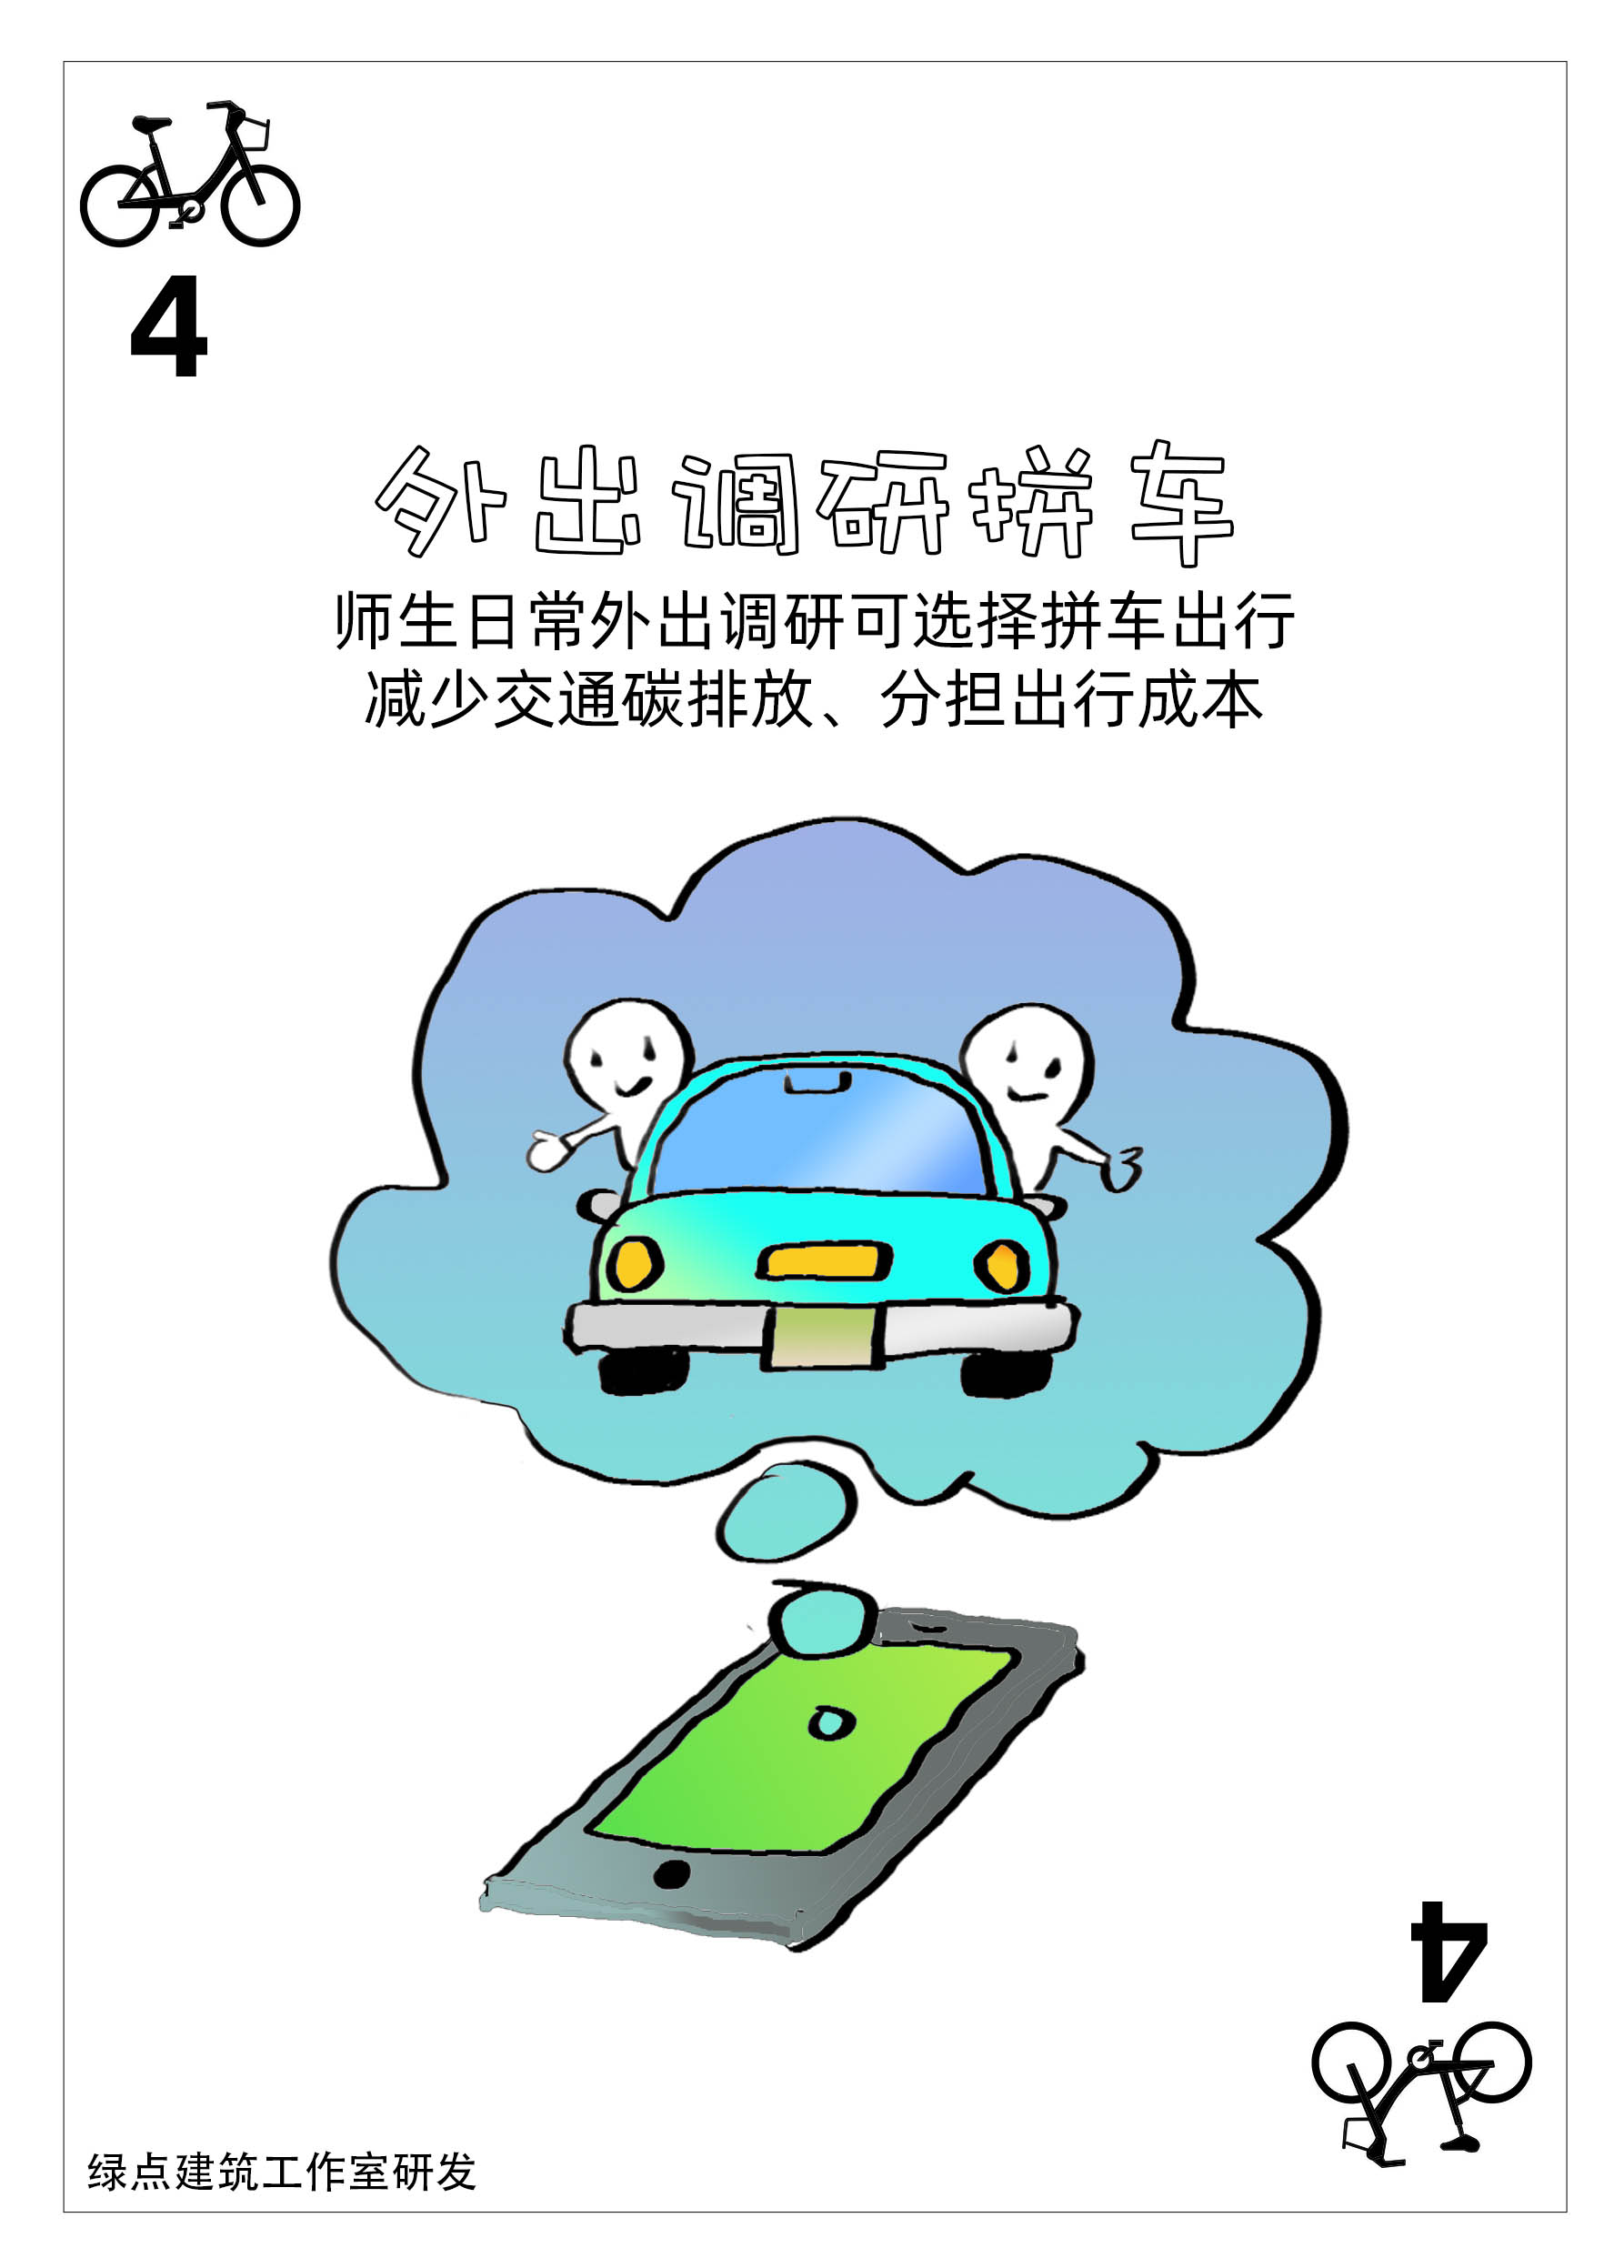 4
外出调研拼车
师生日常外出调研可选择拼车出行
减少交通碳排放、分担出行成本
4
绿点建筑工作室研发